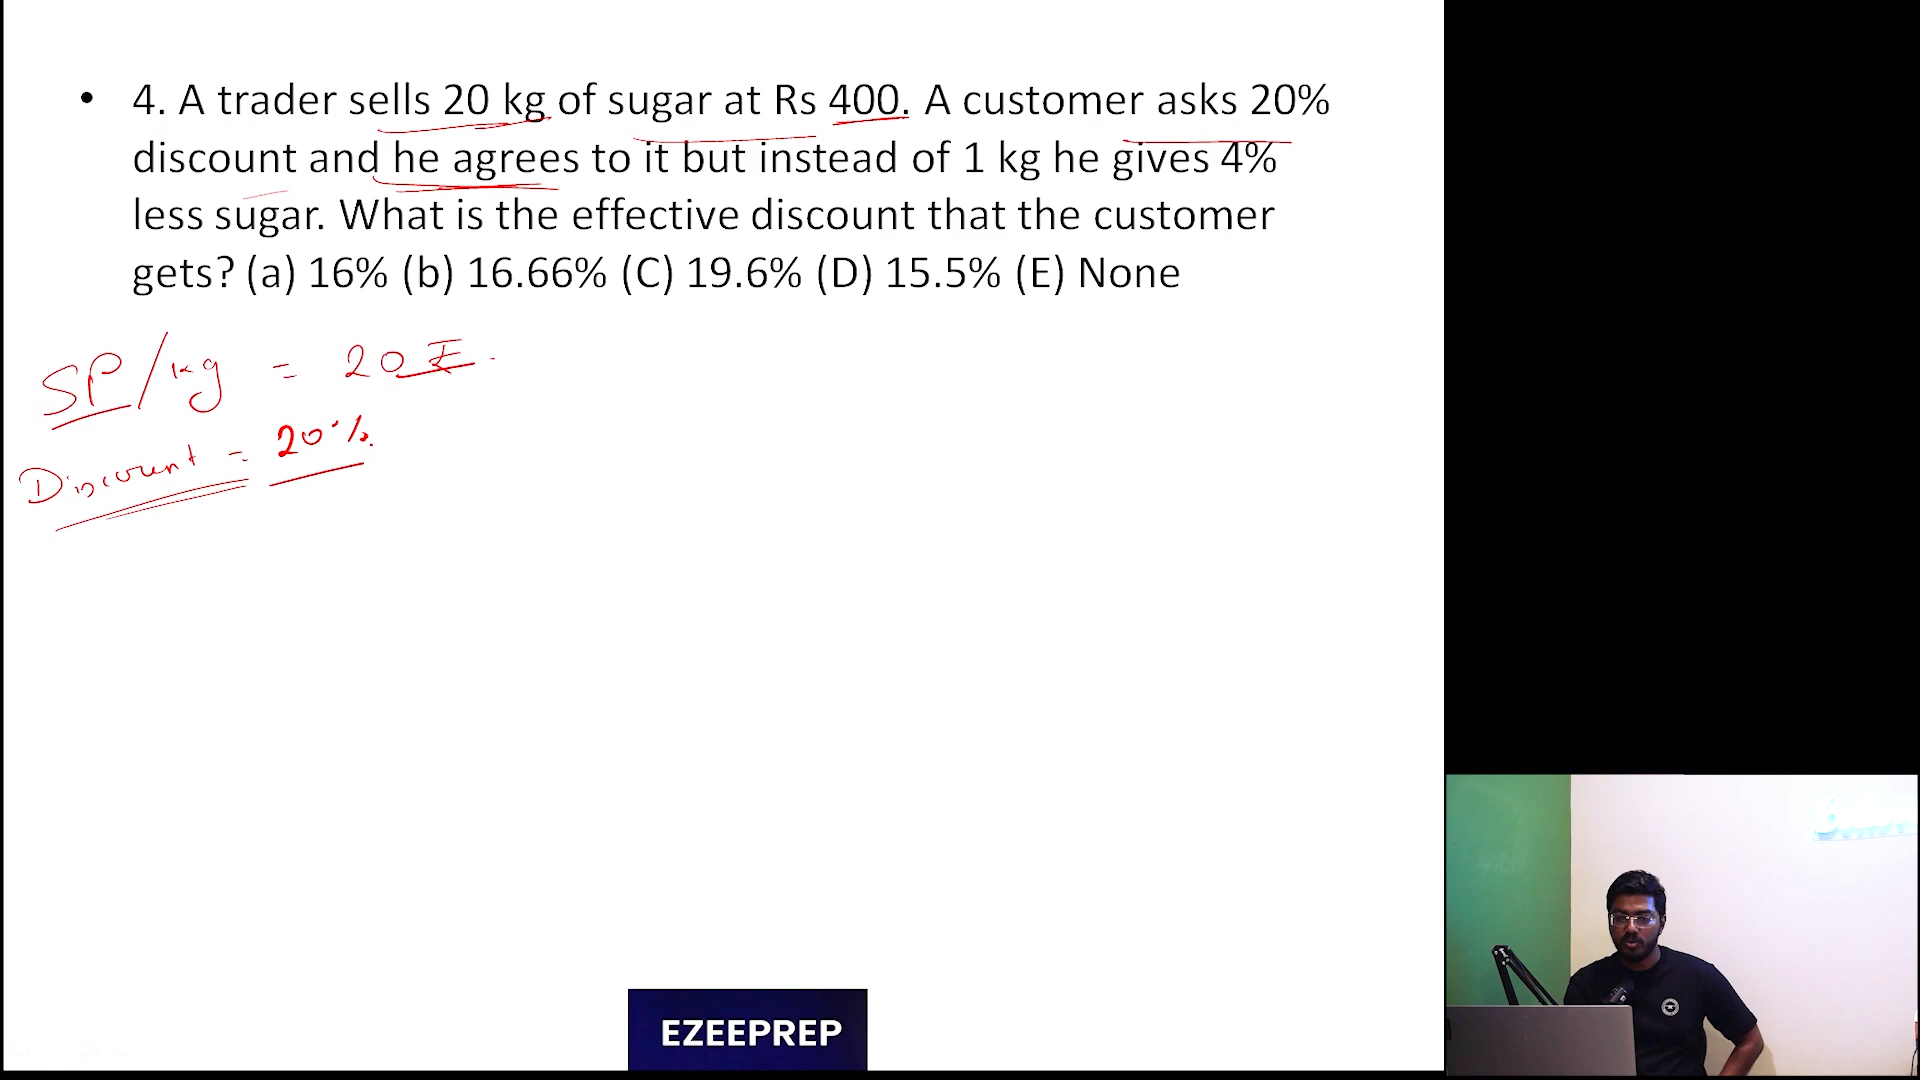 • 4. A trader sells 20 kg of sugar at Rs 400. A customer asks 20%
discount and he agrees to it but instead of 1 kg he gives 4%
less sugar. What is the effective discount that the customer
gets? (a) 16% (b) 16.66% (C) 19.6% (D) 15.5% (E) None
SP/kg = 20 ₹.
Discount = 20%.
EZEEPREP